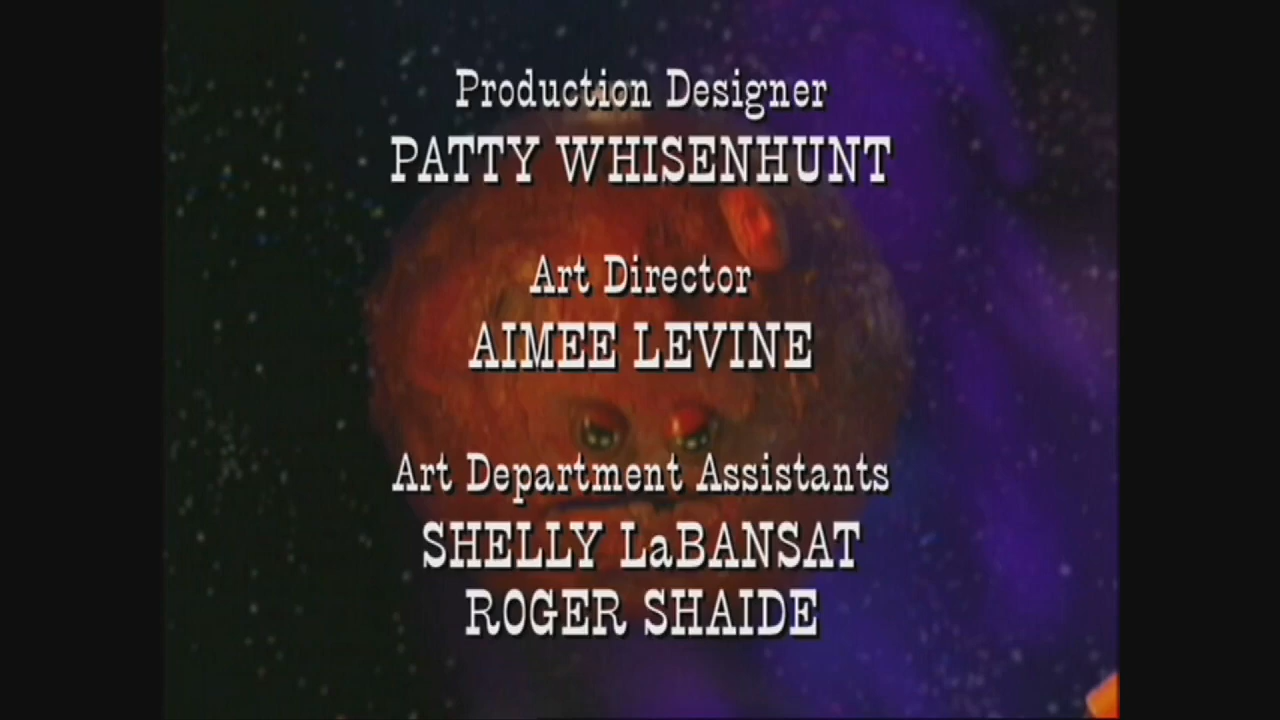 Production Designer
PATTY WHISENHUNT
Art Director
AIMEE LEVINE
Art Department Assistants
SHELLY LaBANSAT
ROGER SHAIDE